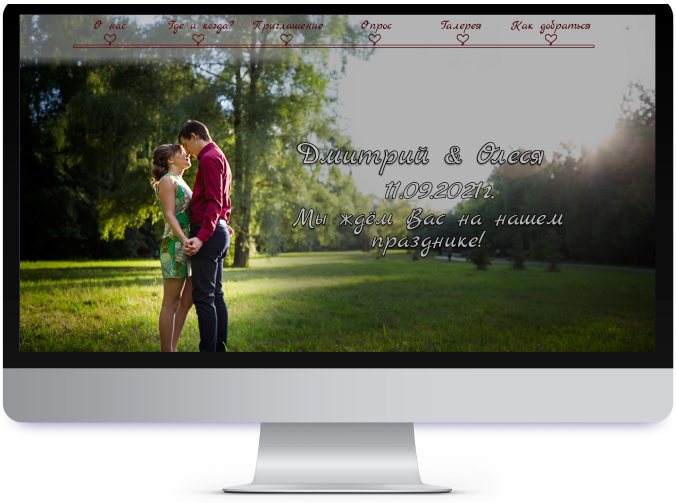 О нас Где и когда? Приглашение Опрос Галерея Как добраться
Дмитрий & Олеся
11.09.2021г.
Мы ждём Вас на нашем
празднике!